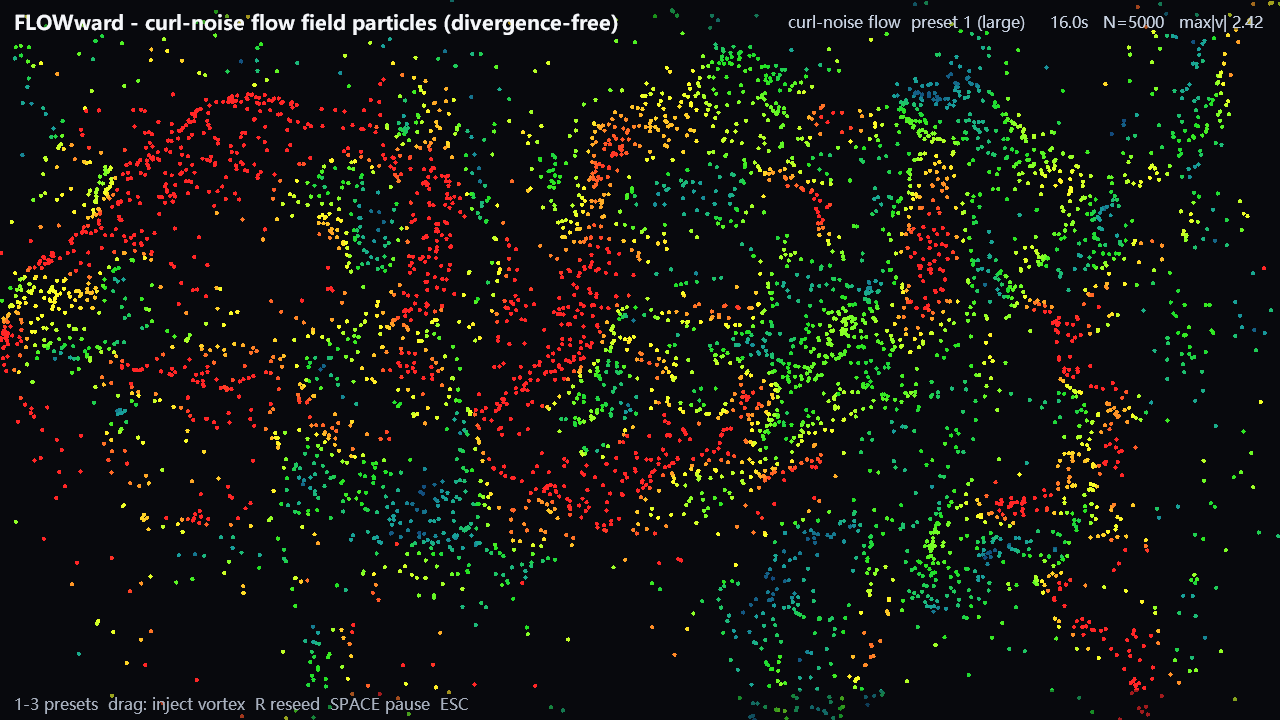 FLOWward - curl-noise flow field particles (divergence-free)
curl-noise flow  preset 1 (large)  16.0s  N=5000  max|v| 2.42
1-3 presets  drag: inject vortex  R reseed  SPACE pause  ESC